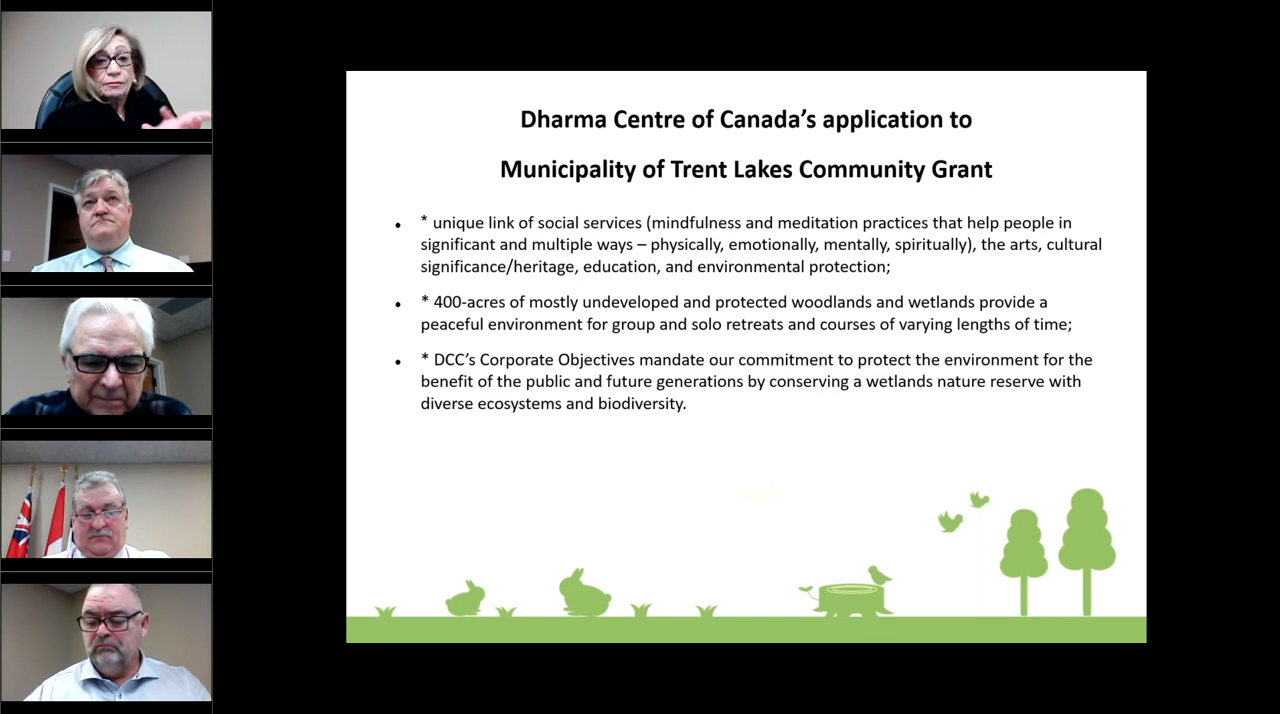 Dharma Centre of Canada’s application to
Municipality of Trent Lakes Community Grant
• * unique link of social services (mindfulness and meditation practices that help people in
significant and multiple ways – physically, emotionally, mentally, spiritually), the arts, cultural
significance/heritage, education, and environmental protection;
• * 400-acres of mostly undeveloped and protected woodlands and wetlands provide a
peaceful environment for group and solo retreats and courses of varying lengths of time;
• * DCC’s Corporate Objectives mandate our commitment to protect the environment for the
benefit of the public and future generations by conserving a wetlands nature reserve with
diverse ecosystems and biodiversity.